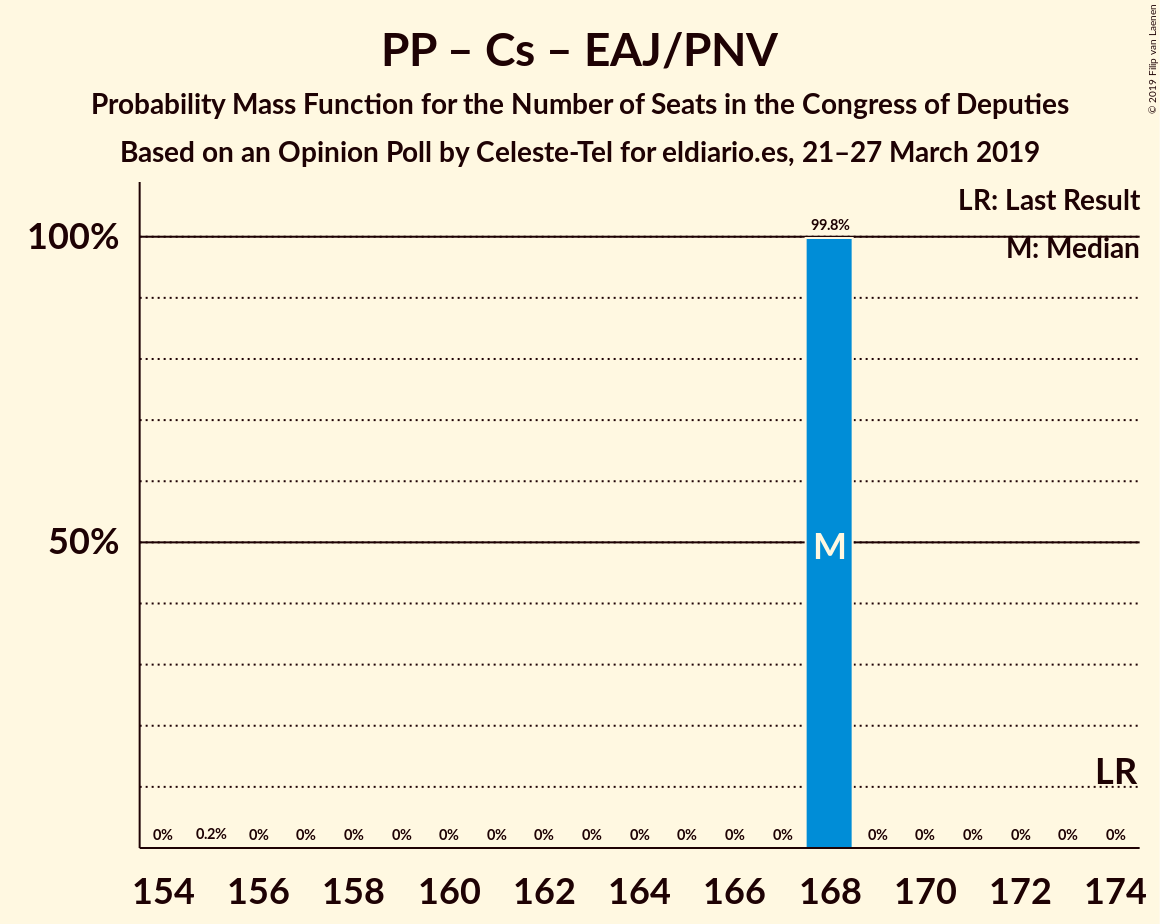 © 2019 Filip van Laenen
PP – Cs – EAJ/PNV
Probability Mass Function for the Number of Seats in the Congress of Deputies
Based on an Opinion Poll by Celeste-Tel for eldiario.es, 21–27 March 2019
LR: Last Result
M: Median
99.8%
100%
50%
M
LR
0% 0.2% 0% 0% 0% 0% 0% 0% 0% 0% 0% 0% 0% 0% 0% 0% 0% 0% 0% 0%
154 156 158 160 162 164 166 168 170 172 174